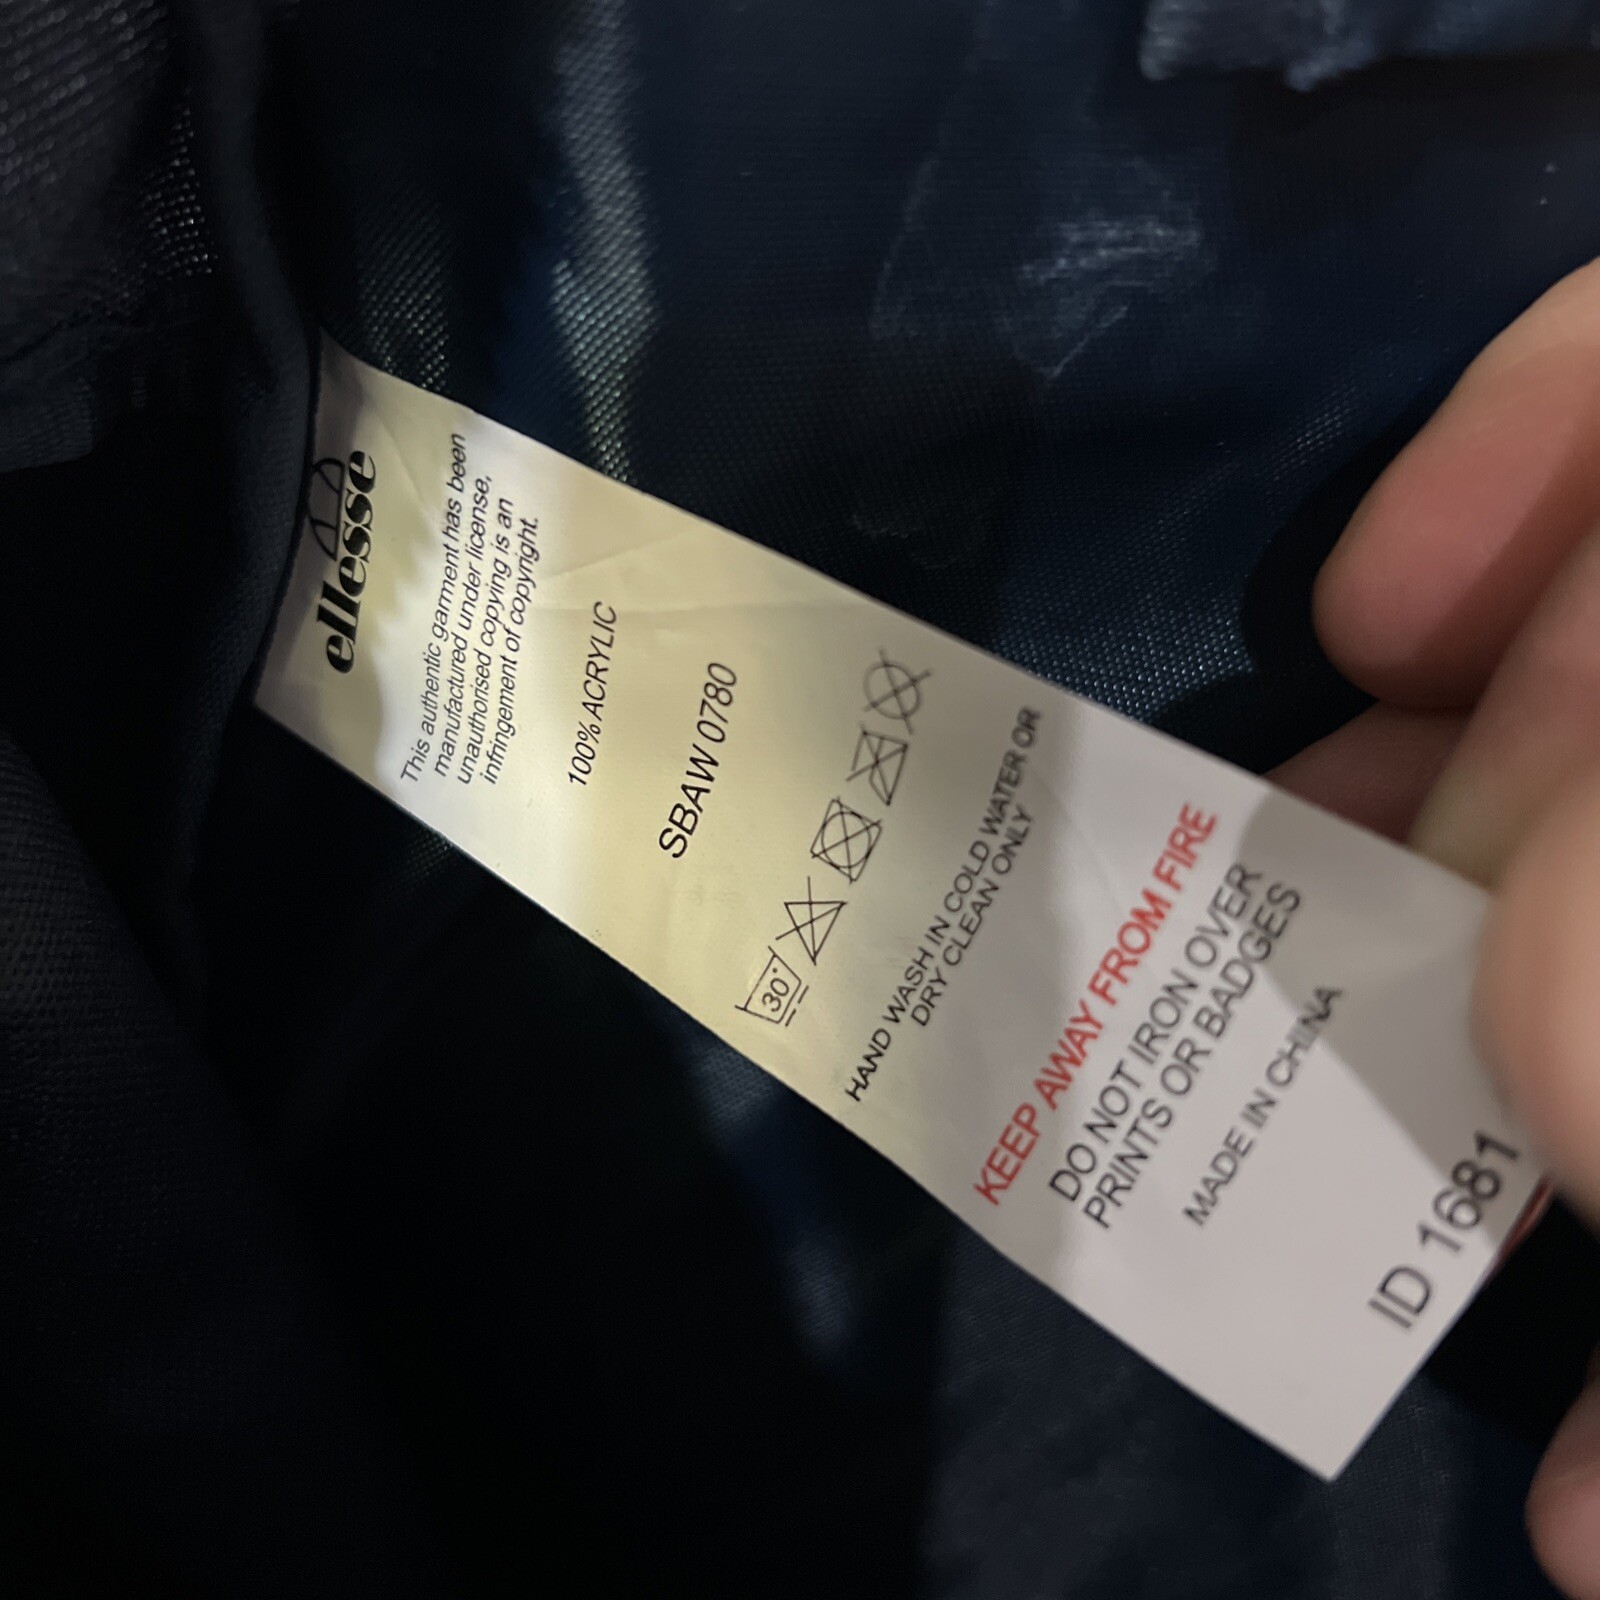 ellesse
This authentic garment has been
manufactured under license,
unauthorised copying is an
infringement of copyright.
100% ACRYLIC
SBAW 0780
30°
HAND WASH IN COLD WATER OR
DRY CLEAN ONLY
KEEP AWAY FROM FIRE
DO NOT IRON OVER
PRINTS OR BADGES
MADE IN CHINA
ID 1681